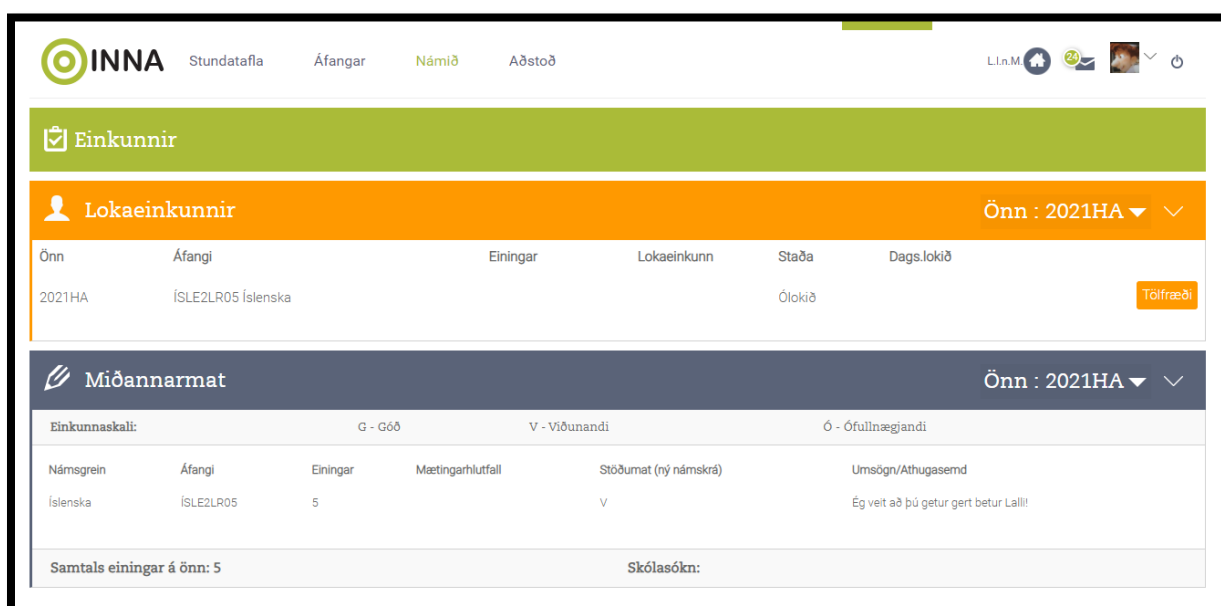 INNA Stundatafla Áfangar Námið Aðstoð L.I.n.M. 24
Einkunnir
Lokaeinkunnir Önn : 2021HA
Önn Áfangi Einingar Lokaeinkunn Staða Dags.lokið
2021HA ÍSLE2LR05 Íslenska Ólokið Tölfræði
Miðannarmat Önn : 2021HA
Einkunnaskali: G - Góð V - Viðunandi Ó - Ófullnægjandi
Námsgrein Áfangi Einingar Mætingarhlutfall Stöðumat (ný námskrá) Umsögn/Athugasemd
Íslenska ÍSLE2LR05 5 V Ég veit að þú getur gert betur Lalli!
Samtals einingar á önn: 5 Skólasókn: